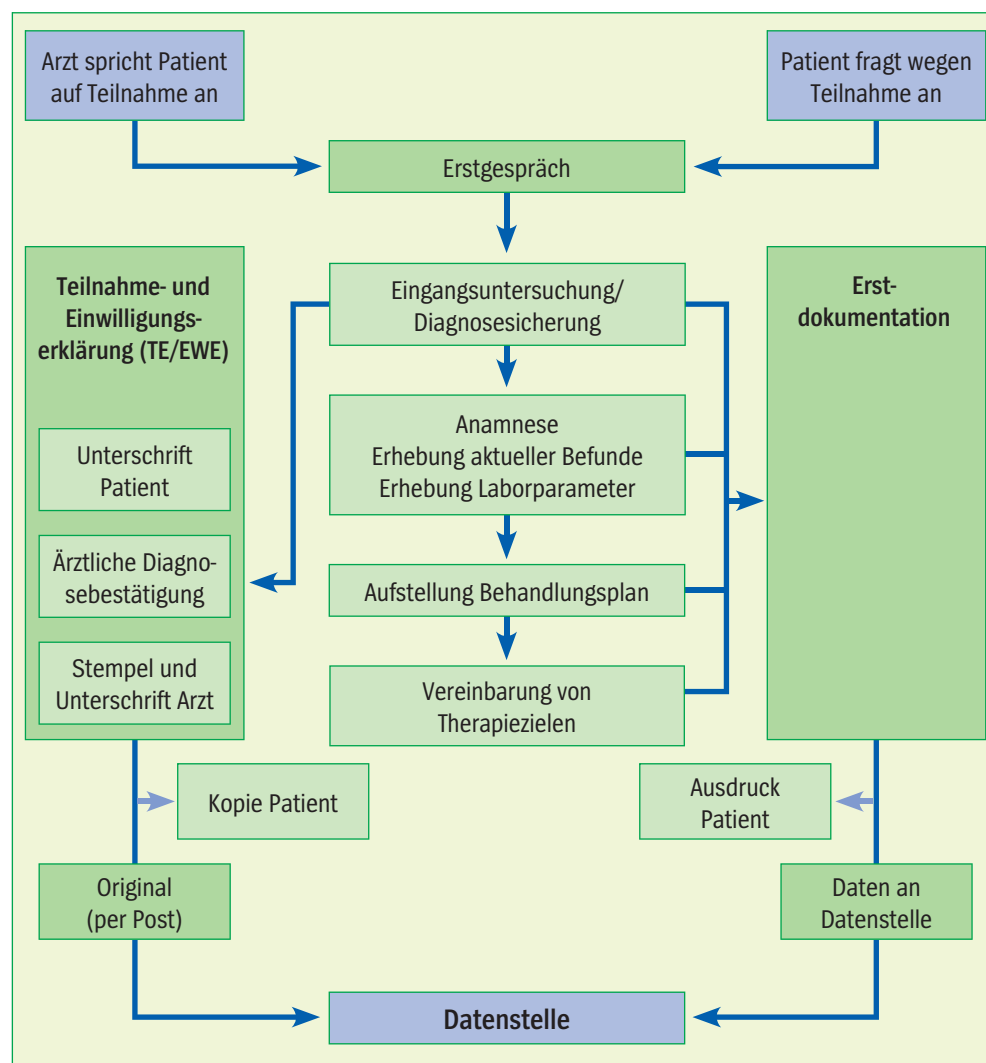 Arzt spricht Patient
auf Teilnahme an
Patient fragt wegen
Teilnahme an
Erstgespräch
Teilnahme- und
Einwilligungs-
erklärung (TE/EWE)
Unterschrift
Patient
Ärztliche Diagno-
sebestätigung
Stempel und
Unterschrift Arzt
Eingangsuntersuchung/
Diagnosesicherung
Anamnese
Erhebung aktueller Befunde
Erhebung Laborparameter
Aufstellung Behandlungsplan
Vereinbarung von
Therapiezielen
Erst-
dokumentation
Kopie Patient
Ausdruck
Patient
Original
(per Post)
Daten an
Datenstelle
Datenstelle